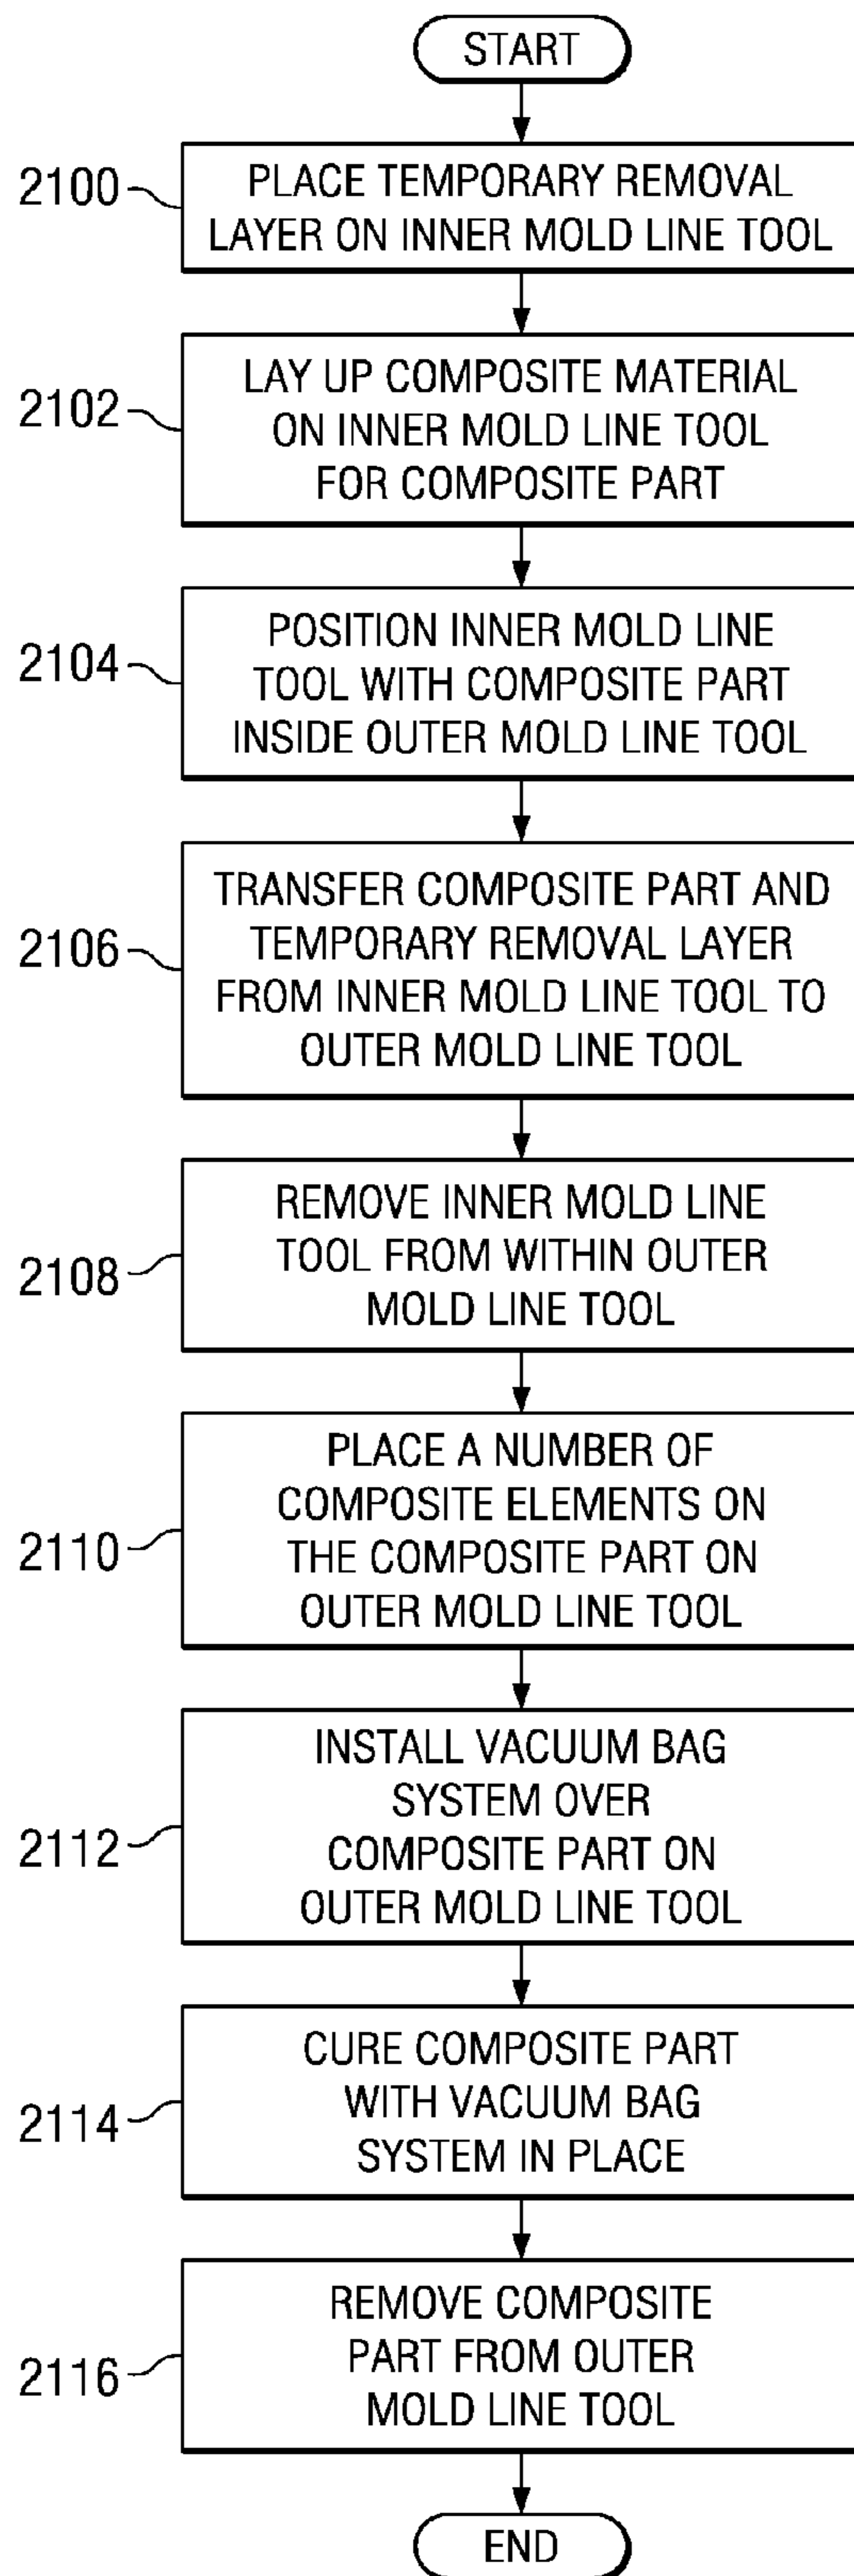 START
2100
PLACE TEMPORARY REMOVAL
LAYER ON INNER MOLD LINE TOOL
2102
LAY UP COMPOSITE MATERIAL
ON INNER MOLD LINE TOOL
FOR COMPOSITE PART
2104
POSITION INNER MOLD LINE
TOOL WITH COMPOSITE PART
INSIDE OUTER MOLD LINE TOOL
2106
TRANSFER COMPOSITE PART AND
TEMPORARY REMOVAL LAYER
FROM INNER MOLD LINE TOOL TO
OUTER MOLD LINE TOOL
2108
REMOVE INNER MOLD LINE
TOOL FROM WITHIN OUTER
MOLD LINE TOOL
2110
PLACE A NUMBER OF
COMPOSITE ELEMENTS ON
THE COMPOSITE PART ON
OUTER MOLD LINE TOOL
2112
INSTALL VACUUM BAG
SYSTEM OVER
COMPOSITE PART ON
OUTER MOLD LINE TOOL
2114
CURE COMPOSITE PART
WITH VACUUM BAG
SYSTEM IN PLACE
2116
REMOVE COMPOSITE
PART FROM OUTER
MOLD LINE TOOL
END